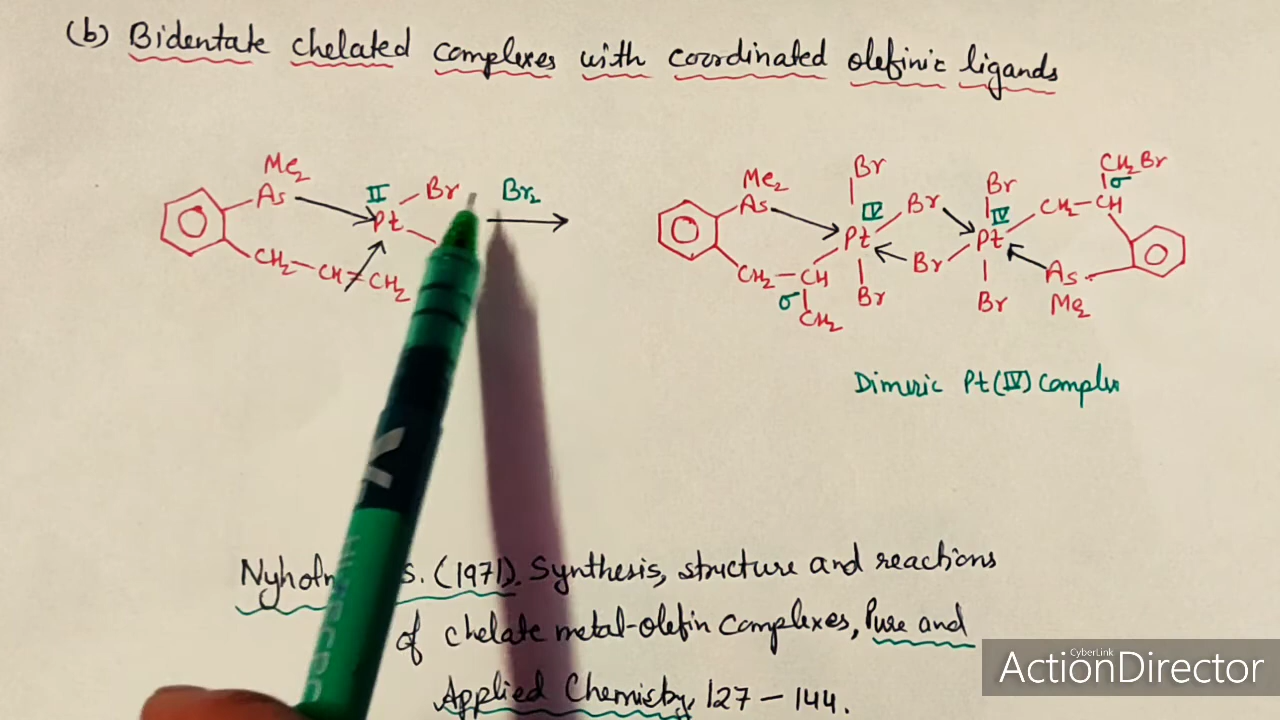 (b) Bidentate chelated complexes with coordinated olefinic ligands
Me2
As
II
Pt
Br
CH2 – CH = CH2
Br2
Me2
As
Br
IV
Pt
Br
Br
Br
CH2 – CH
σ
CH2
Br
IV
Pt
Br
CH2 – CH
σ
CH2Br
As
Me2
Dimeric Pt(IV) Complex
S. (1971). Synthesis, structure and reactions
of chelate metal-olefin complexes, Pure and
Applied Chemistry, 127 – 144.
CyberLink
ActionDirector